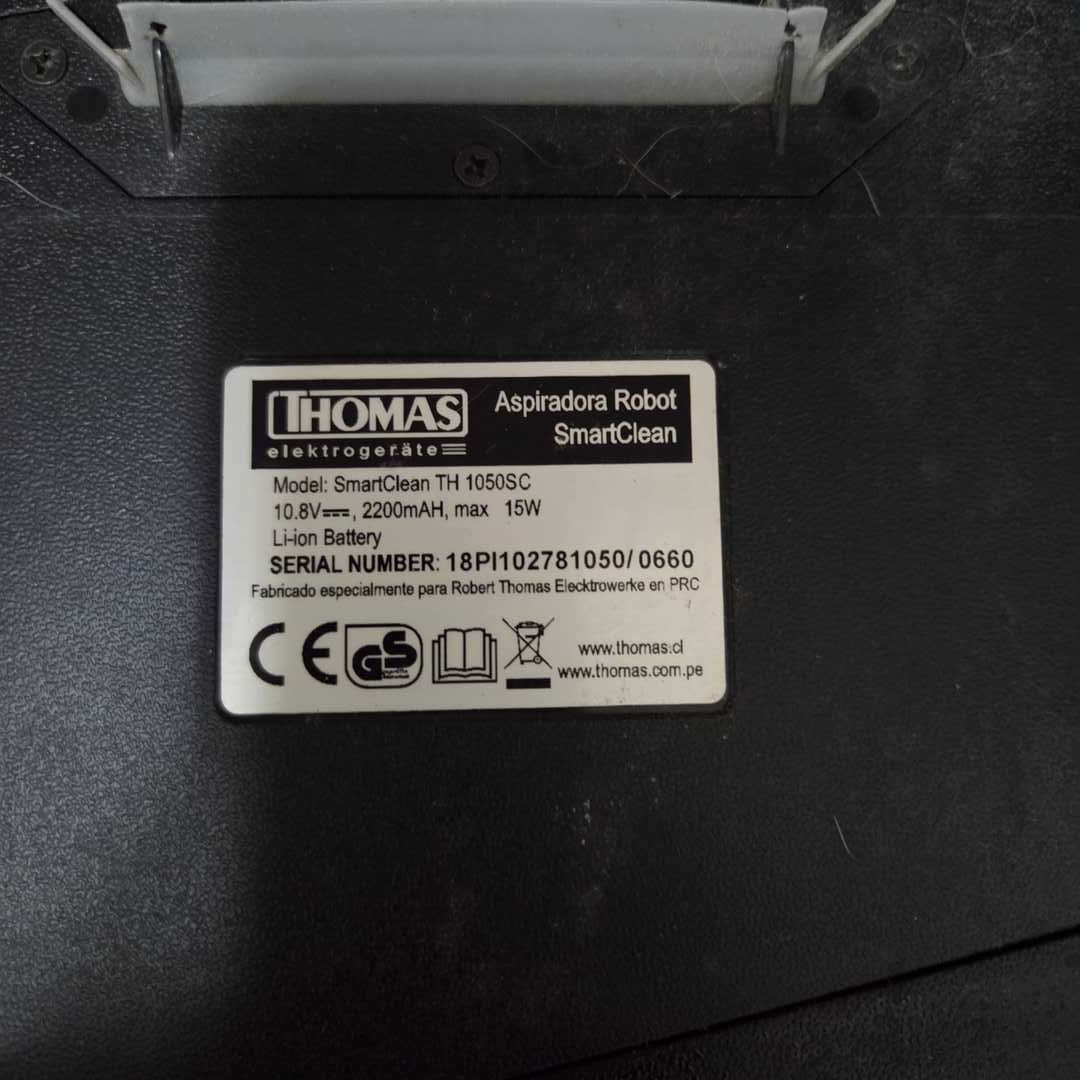 THOMAS
elektrogeräte
Aspiradora Robot
SmartClean
Model: SmartClean TH 1050SC
10.8V⎓, 2200mAH, max 15W
Li-ion Battery
SERIAL NUMBER: 18PI102781050/ 0660
Fabricado especialmente para Robert Thomas Elecktrowerke en PRC
CE
GS
www.thomas.cl
www.thomas.com.pe